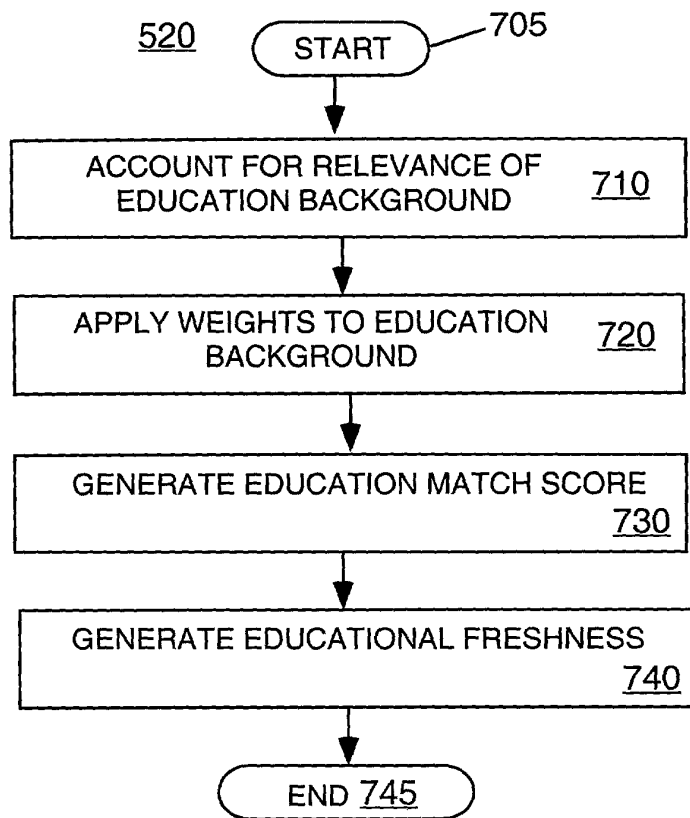 520
START
705
ACCOUNT FOR RELEVANCE OF
EDUCATION BACKGROUND
710
APPLY WEIGHTS TO EDUCATION
BACKGROUND
720
GENERATE EDUCATION MATCH SCORE
730
GENERATE EDUCATIONAL FRESHNESS
740
END 745